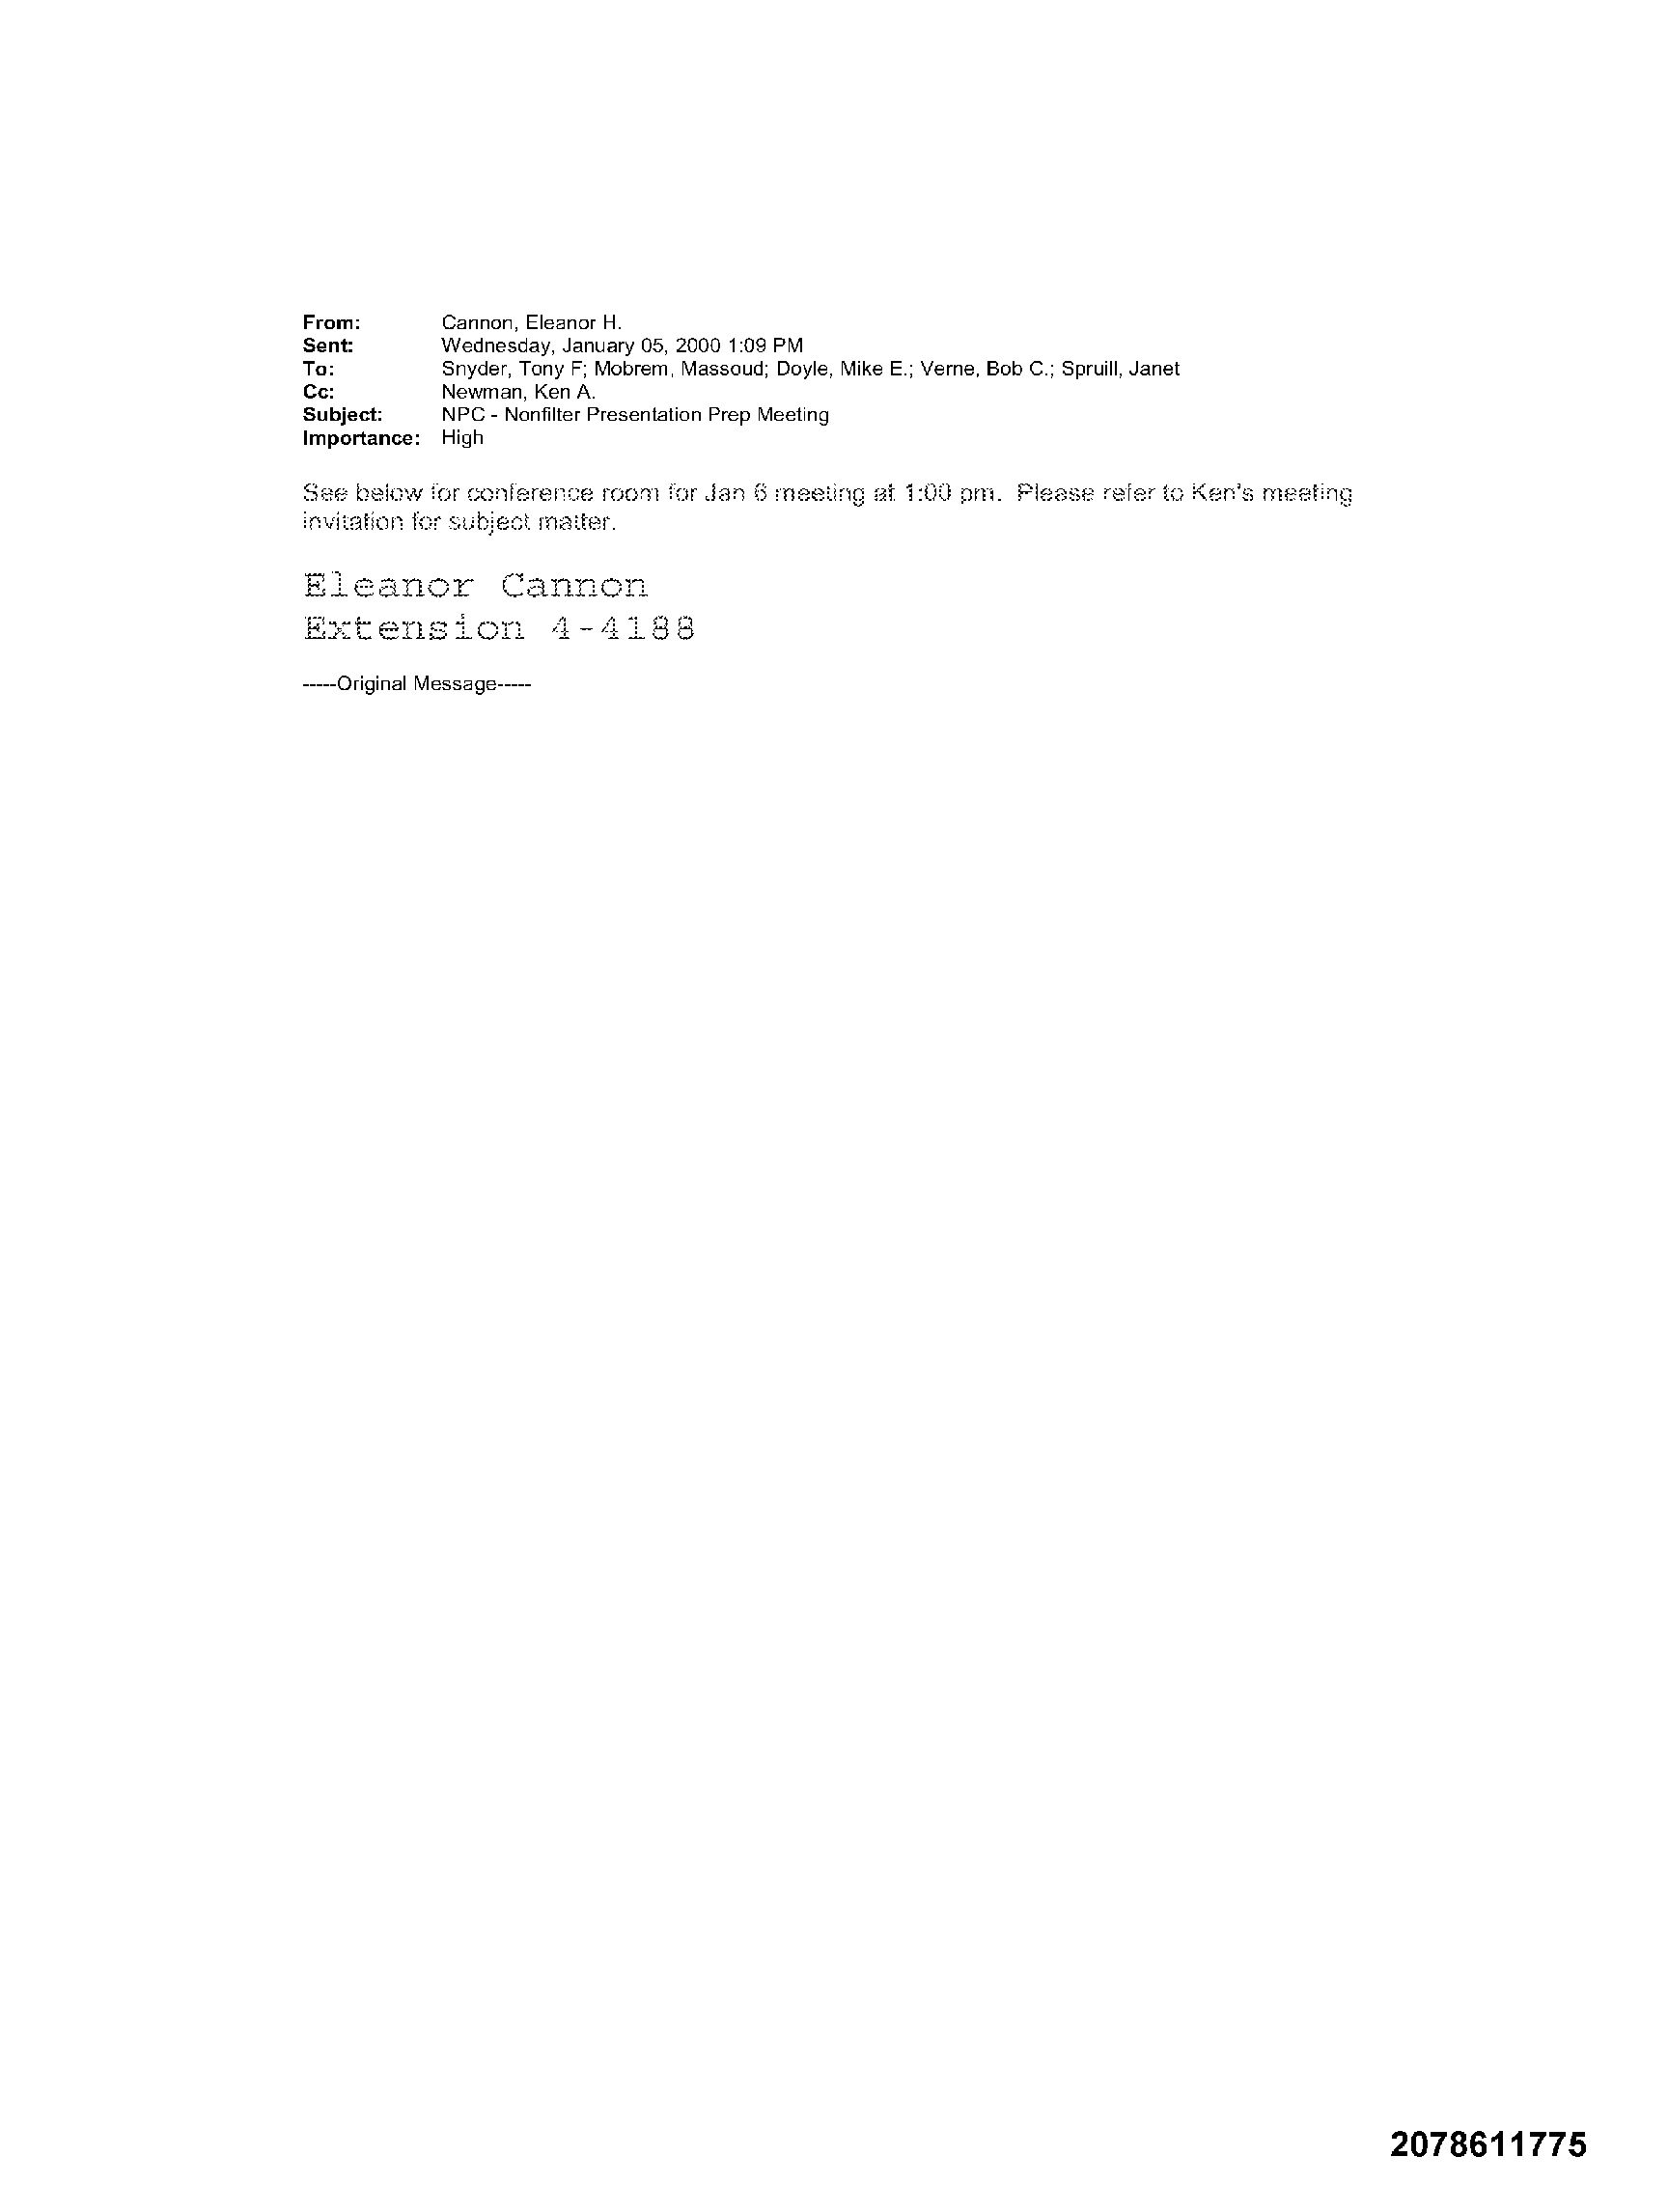 From: Cannon, Eleanor H.
Sent: Wednesday, January 05, 2000 1:09 PM
To: Snyder, Tony F; Mobrem, Massoud; Doyle, Mike E.; Verne, Bob C.; Spruill, Janet
Cc: Newman, Ken A.
Subject: NPC - Nonfilter Presentation Prep Meeting
Importance: High
See below for conference room for Jan 6 meeting at 1:00 pm. Please refer to Ken's meeting
invitation for subject matter.
Eleanor Cannon
Extension 4-4188
-----Original Message-----
2078611775